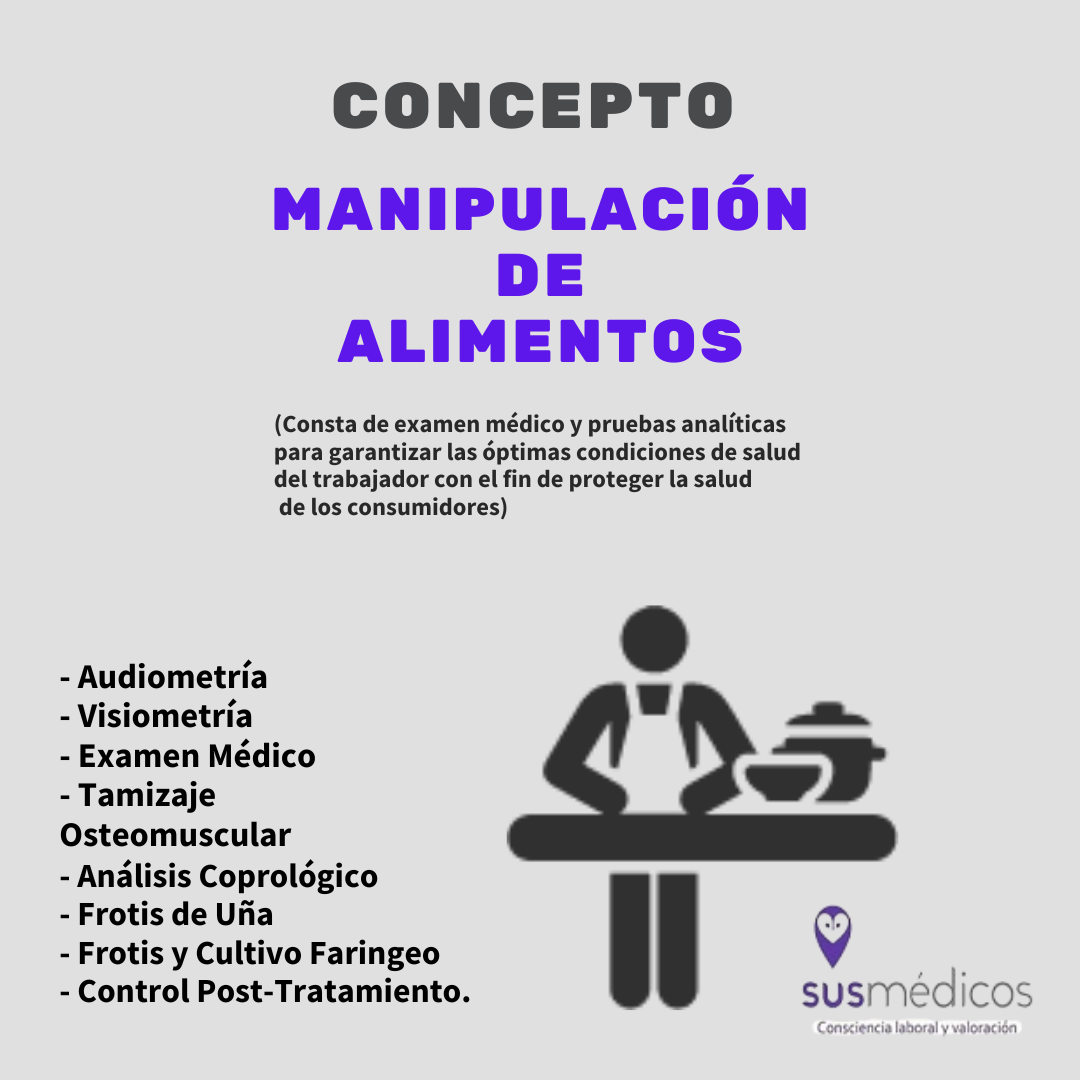 CONCEPTO
MANIPULACIÓN
DE
ALIMENTOS
(Consta de examen médico y pruebas analíticas
para garantizar las óptimas condiciones de salud
del trabajador con el fin de proteger la salud
de los consumidores)
- Audiometría
- Visiometría
- Examen Médico
- Tamizaje
Osteomuscular
- Análisis Coprológico
- Frotis de Uña
- Frotis y Cultivo Faringeo
- Control Post-Tratamiento.
susmédicos
Consciencia laboral y valoración